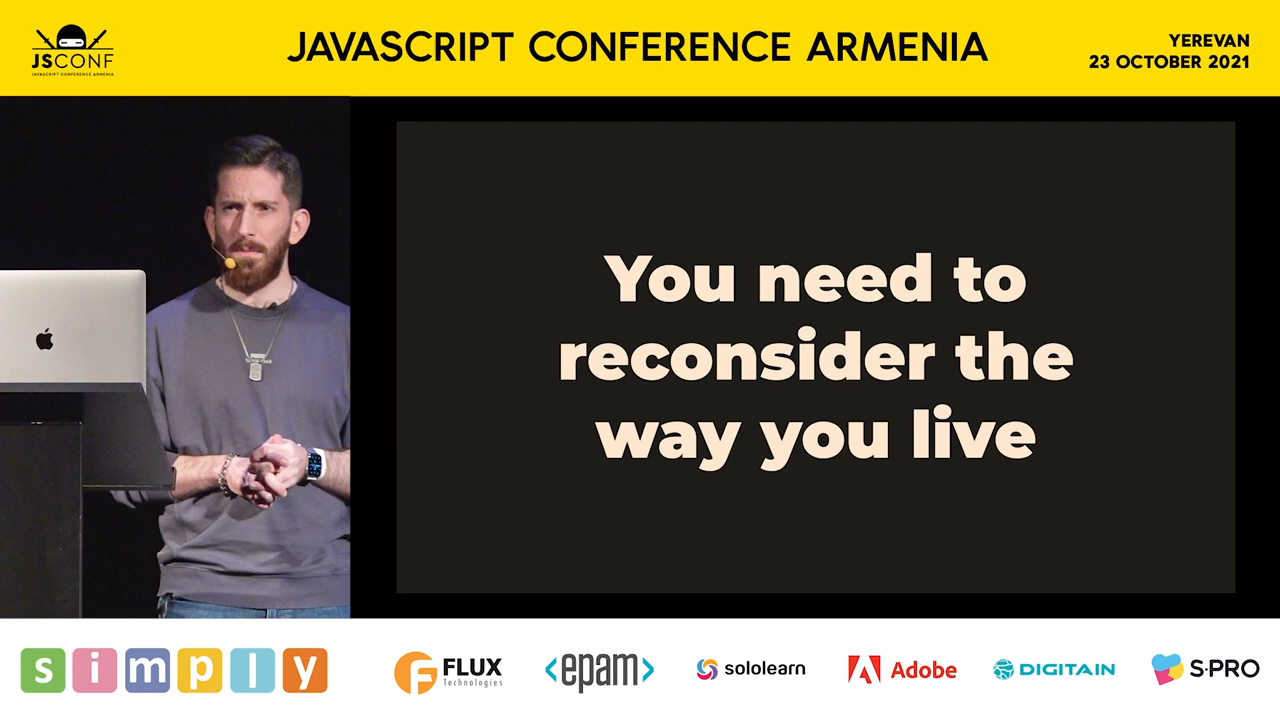 JSCONF
JAVASCRIPT CONFERENCE ARMENIA
JAVASCRIPT CONFERENCE ARMENIA
YEREVAN
23 OCTOBER 2021
You need to
reconsider the
way you live
simply
FLUX
Technologies
<epam>
sololearn
Adobe
DIGITAIN
S·PRO